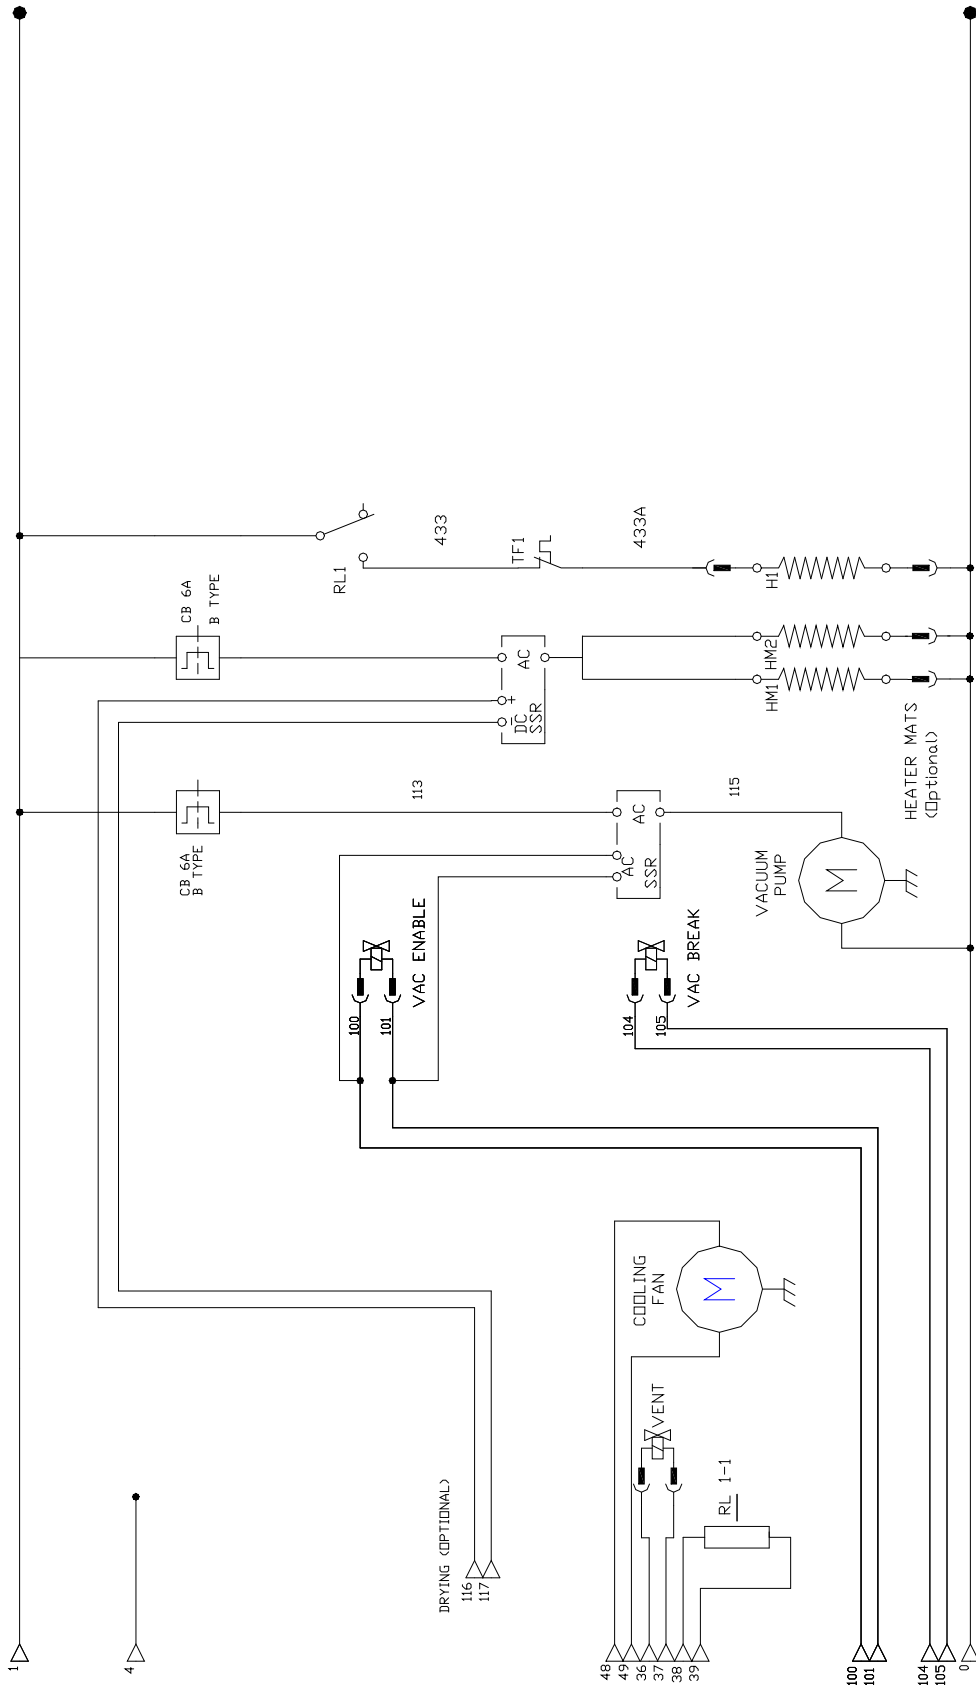 433
433A
RL1
TF1
H1
CB 6A
B TYPE
AC
HM2
HM1
+
-
DC
SSR
HEATER MATS
(Optional)
CB 6A
B TYPE
113
115
AC
AC
SSR
VACUUM
PUMP
VAC ENABLE
100
101
VAC BREAK
104
105
M
COOLING
FAN
M
VENT
RL 1-1
DRYING (OPTIONAL)
116
117
1
4
48
49
36
37
38
39
100
101
104
105
0